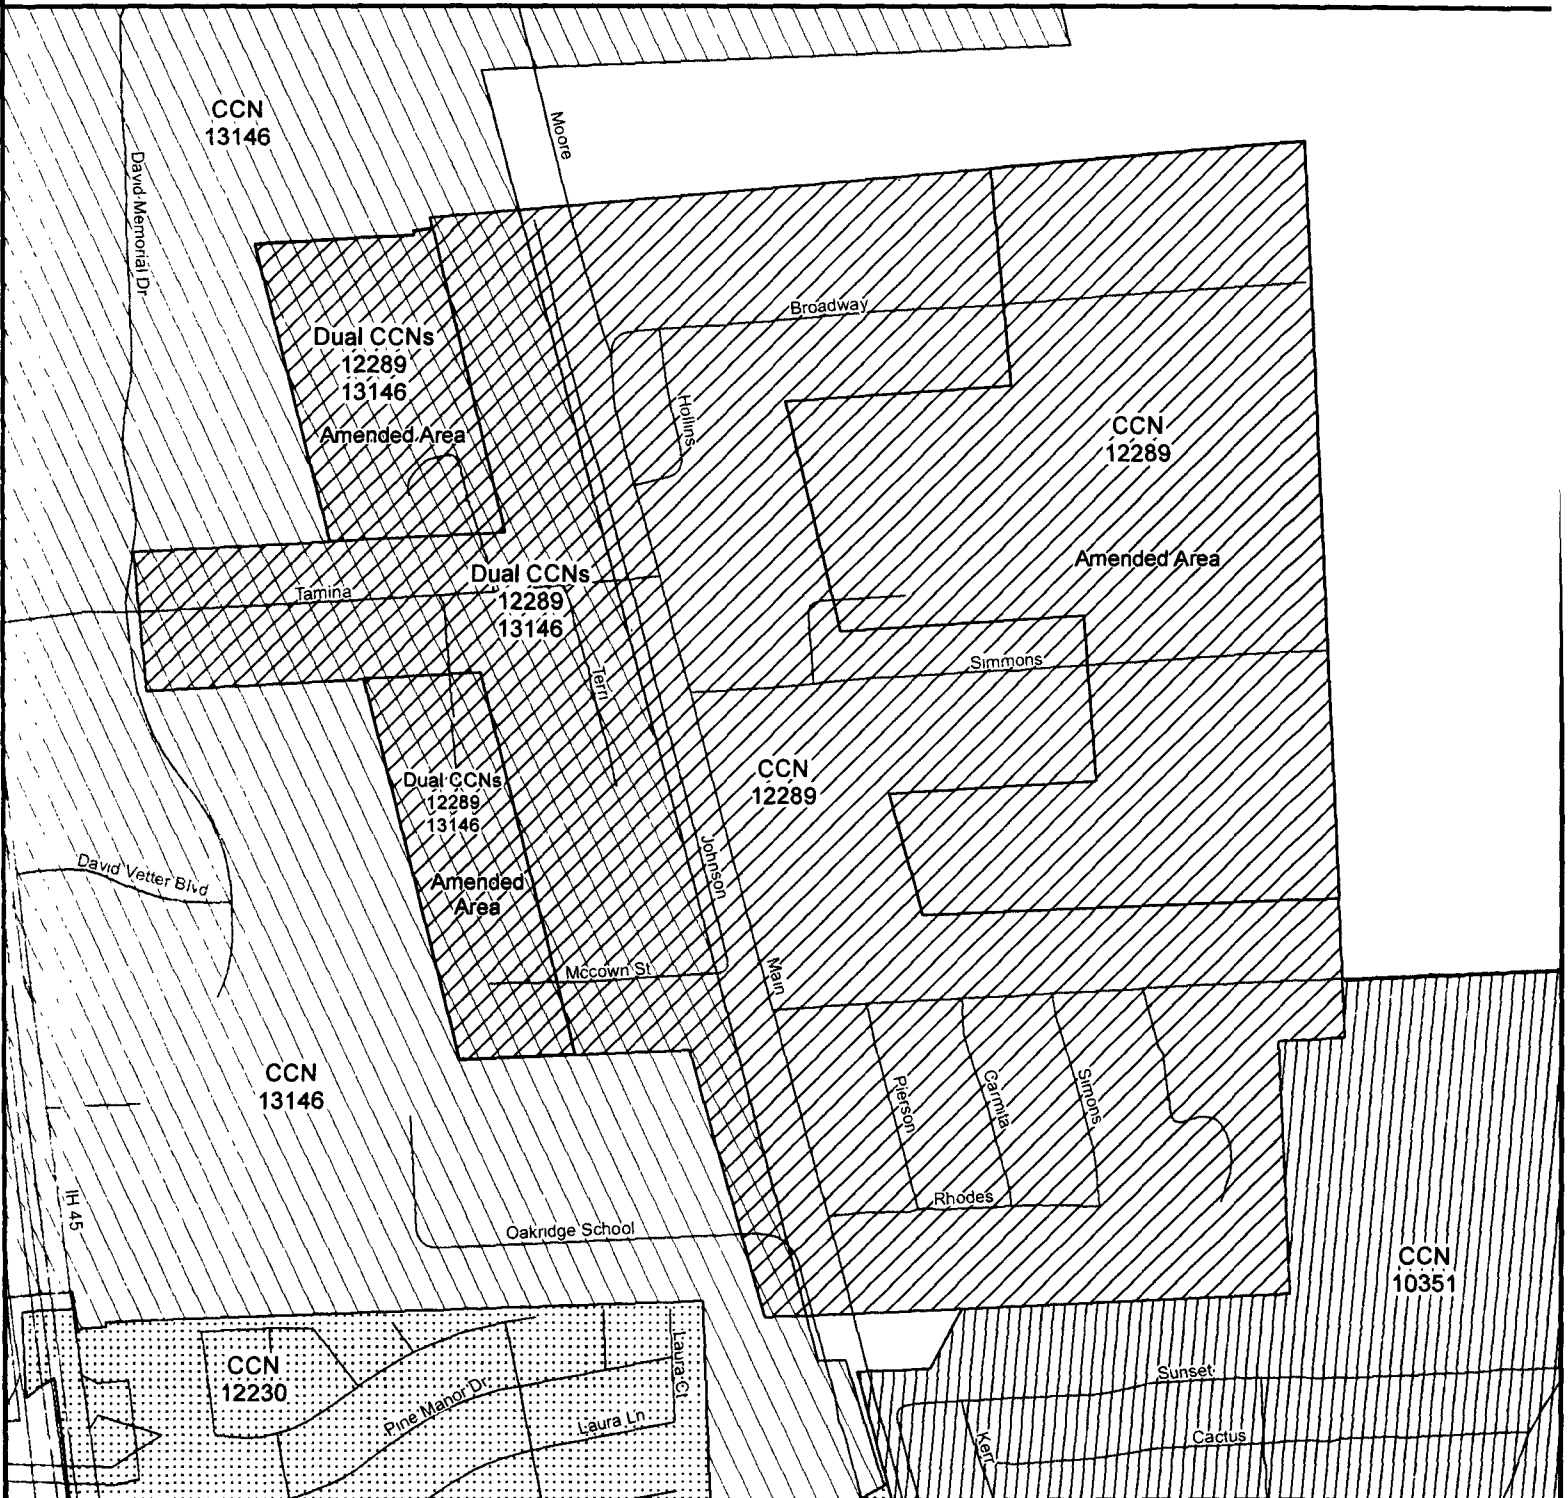 CCN
13146
Moore
David Memorial Dr
Broadway
Dual CCNs
12289
13146
Amended Area
Hollins
CCN
12289
Amended Area
Dual CCNs
12289
13146
Tamina
Terri
Simmons
CCN
12289
Dual CCNs
12289
13146
Amended
Area
Johnson
David Vetter Blvd
Mccown St
Main
CCN
13146
Pierson
Carmita
Simons
Rhodes
IH 45
Oakridge School
CCN
10351
CCN
12230
Laura Ct
Pine Manor Dr
Laura Ln
Sunset
Kerr
Cactus